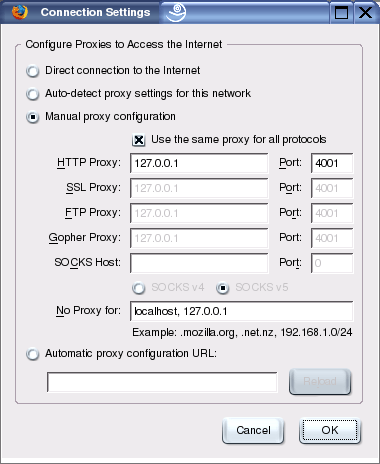 Connection Settings
Configure Proxies to Access the Internet
Direct connection to the Internet
Auto-detect proxy settings for this network
Manual proxy configuration
Use the same proxy for all protocols
HTTP Proxy: 127.0.0.1 Port: 4001
SSL Proxy: 127.0.0.1 Port: 4001
FTP Proxy: 127.0.0.1 Port: 4001
Gopher Proxy: 127.0.0.1 Port: 4001
SOCKS Host: Port: 0
SOCKS v4 SOCKS v5
No Proxy for: localhost, 127.0.0.1
Example: .mozilla.org, .net.nz, 192.168.1.0/24
Automatic proxy configuration URL:
Reload
Cancel OK